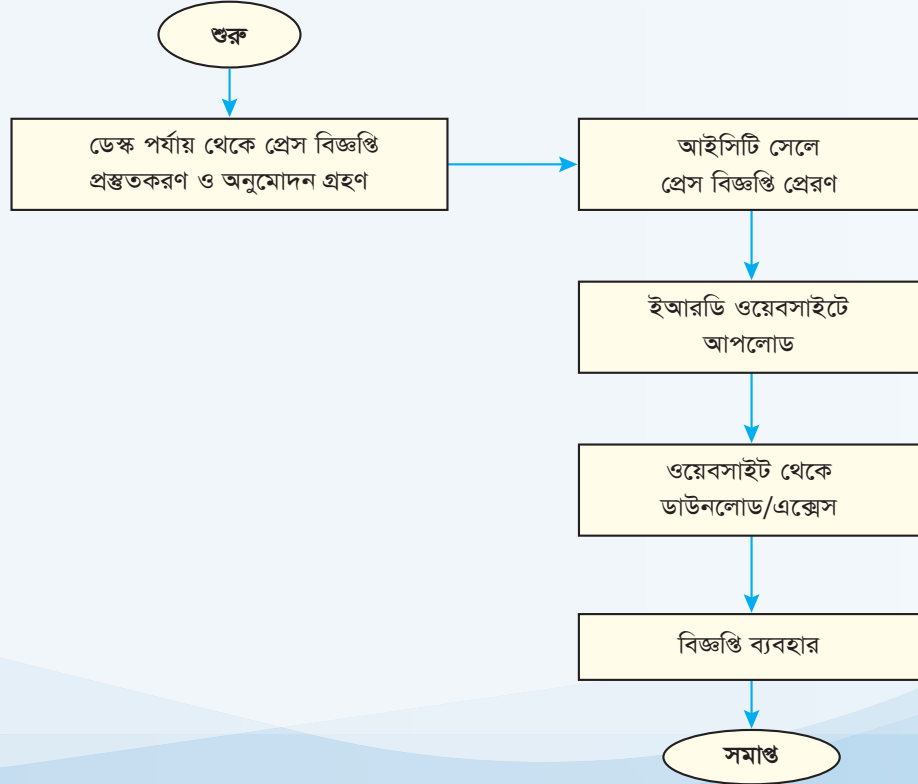 শুরু
ডেস্ক পর্যায় থেকে প্রেস বিজ্ঞপ্তি
প্রস্তুতকরণ ও অনুমোদন গ্রহণ
আইসিটি সেলে
প্রেস বিজ্ঞপ্তি প্রেরণ
ইআরডি ওয়েবসাইটে
আপলোড
ওয়েবসাইট থেকে
ডাউনলোড/এক্সেস
বিজ্ঞপ্তি ব্যবহার
সমাপ্ত